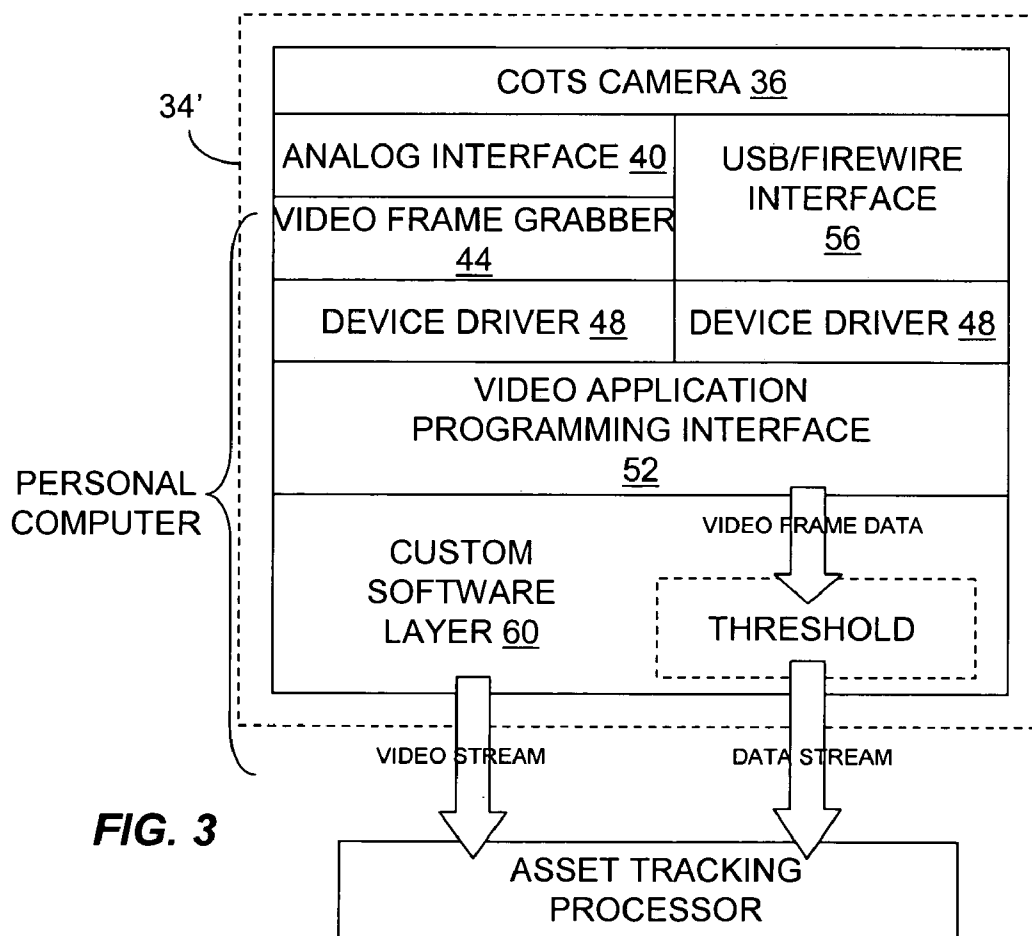 COTS CAMERA 36
34’
ANALOG INTERFACE 40
USB/FIREWIRE
INTERFACE
56
VIDEO FRAME GRABBER
44
DEVICE DRIVER 48
DEVICE DRIVER 48
VIDEO APPLICATION
PROGRAMMING INTERFACE
52
PERSONAL
COMPUTER
VIDEO FRAME DATA
CUSTOM
SOFTWARE
LAYER 60
THRESHOLD
VIDEO STREAM
DATA STREAM
FIG. 3
ASSET TRACKING
PROCESSOR